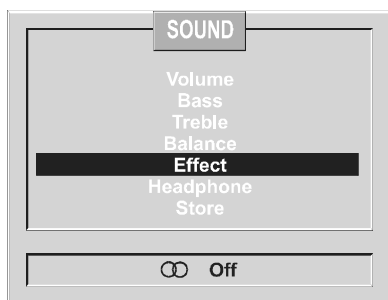 SOUND
Volume
Bass
Treble
Balance
Effect
Headphone
Store
Off